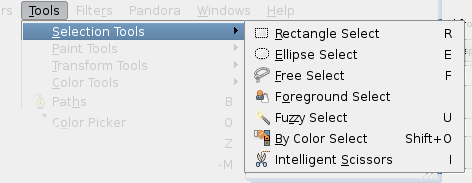 ors Tools Filters Pandora Windows Help
Selection Tools
Paint Tools
Transform Tools
Color Tools
Paths B
Color Picker O
Z
-M
Rectangle Select R
Ellipse Select E
Free Select F
Foreground Select
Fuzzy Select U
By Color Select Shift+O
Intelligent Scissors I